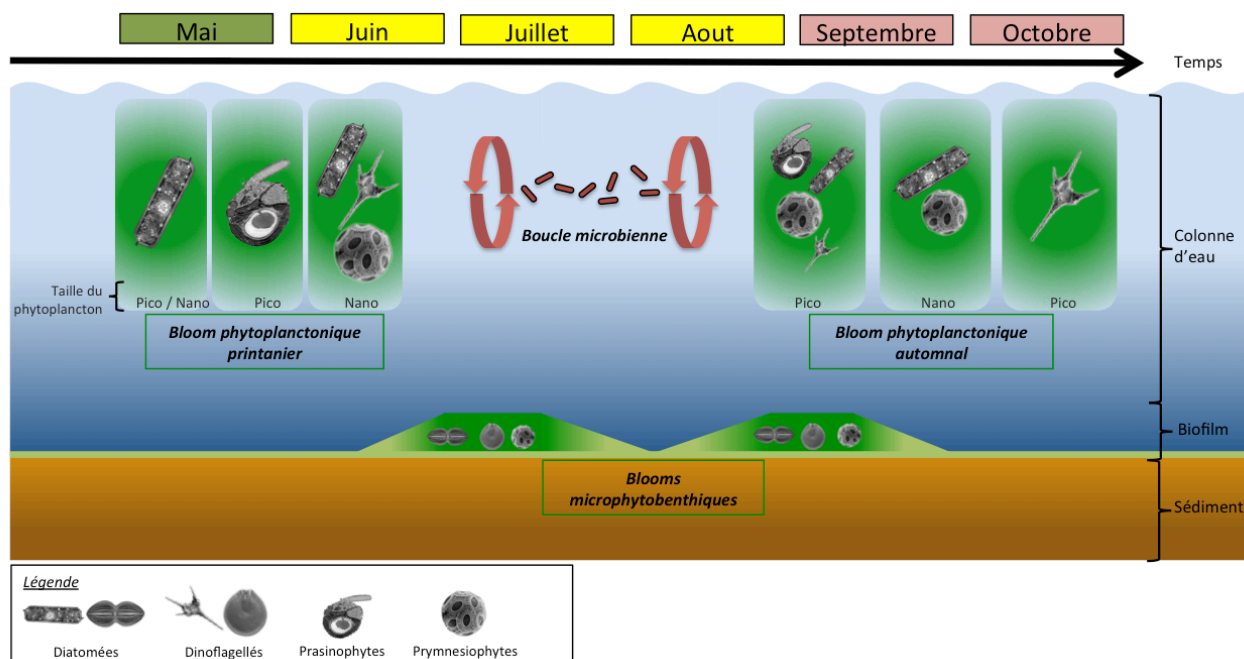 Mai
Juin
Juillet
Aout
Septembre
Octobre
Temps
Boucle microbienne
Colonne
d'eau
Taille du
phytoplancton
Pico / Nano
Pico
Nano
Pico
Nano
Pico
Bloom phytoplanctonique
printanier
Bloom phytoplanctonique
automnal
Biofilm
Blooms
microphytobenthiques
Sédiment
Légende
Diatomées
Dinoflagellés
Prasinophytes
Prymnesiophytes